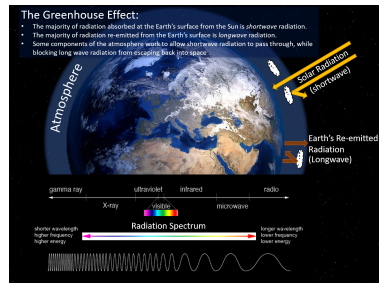 The Greenhouse Effect:
• The majority of radiation absorbed at the Earth's surface from the Sun is shortwave radiation.
• The majority of radiation re-emitted from the Earth's surface is longwave radiation.
• Some components of the atmosphere work to allow shortwave radiation to pass through, while
blocking long wave radiation from escaping back into space
Atmosphere
Solar Radiation
(shortwave)
Earth's Re-emitted
Radiation
(Longwave)
gamma ray ultraviolet infrared radio
X-ray visible microwave
shorter wavelength
higher frequency
higher energy
Radiation Spectrum
longer wavelength
lower frequency
lower energy